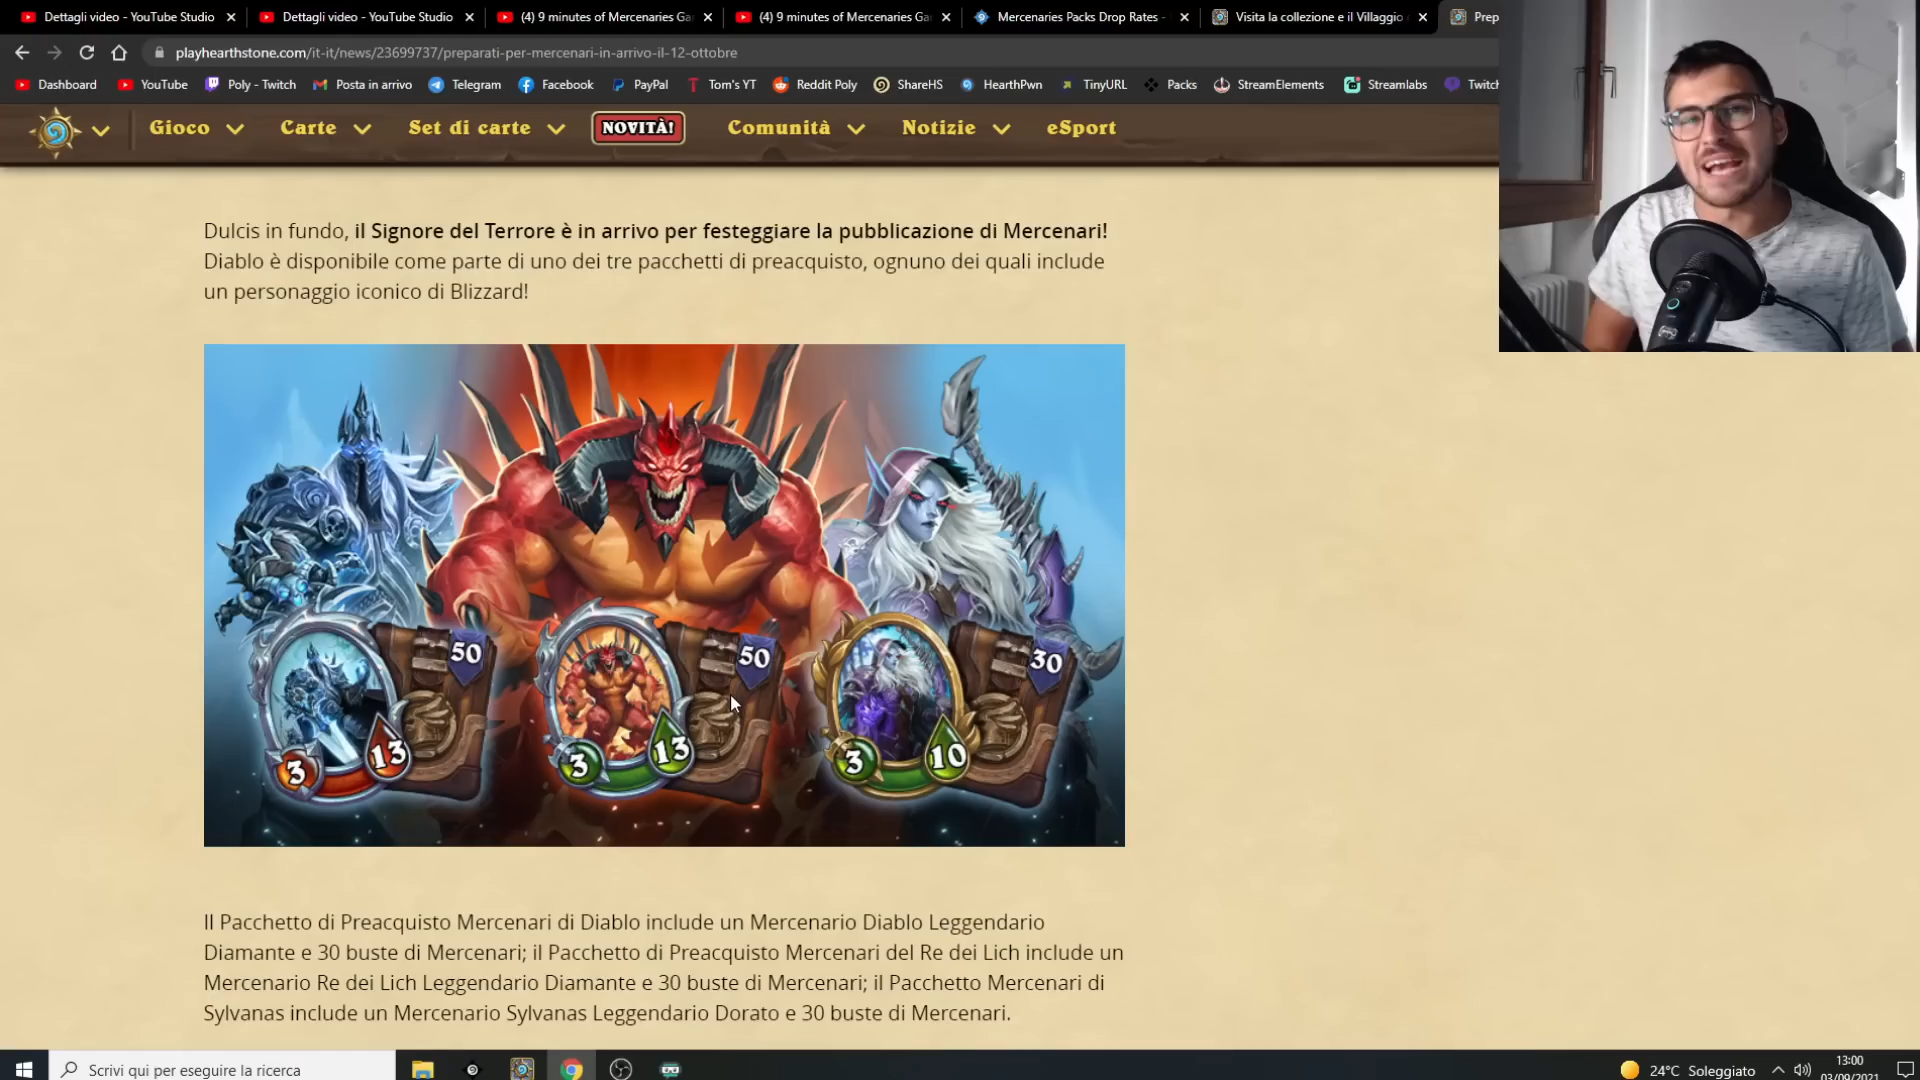 Dettagli video - YouTube Studio
Dettagli video - YouTube Studio
(4) 9 minutes of Mercenaries Ga
(4) 9 minutes of Mercenaries Ga
Mercenaries Packs Drop Rates -
Visita la collezione e il Villaggio
Prep
playhearthstone.com/it-it/news/23699737/preparati-per-mercenari-in-arrivo-il-12-ottobre
Dashboard
YouTube
Poly - Twitch
Posta in arrivo
Telegram
Facebook
PayPal
Tom's YT
Reddit Poly
ShareHS
HearthPwn
TinyURL
Packs
StreamElements
Streamlabs
Twitch
Gioco
Carte
Set di carte
NOVITÀ!
Comunità
Notizie
eSport
Dulcis in fundo, il Signore del Terrore è in arrivo per festeggiare la pubblicazione di Mercenari!
Diablo è disponibile come parte di uno dei tre pacchetti di preacquisto, ognuno dei quali include
un personaggio iconico di Blizzard!
50
50
30
3
13
3
13
3
10
Il Pacchetto di Preacquisto Mercenari di Diablo include un Mercenario Diablo Leggendario
Diamante e 30 buste di Mercenari; il Pacchetto di Preacquisto Mercenari del Re dei Lich include un
Mercenario Re dei Lich Leggendario Diamante e 30 buste di Mercenari; il Pacchetto Mercenari di
Sylvanas include un Mercenario Sylvanas Leggendario Dorato e 30 buste di Mercenari.
Scrivi qui per eseguire la ricerca
24°C Soleggiato
13:00
03/09/2021